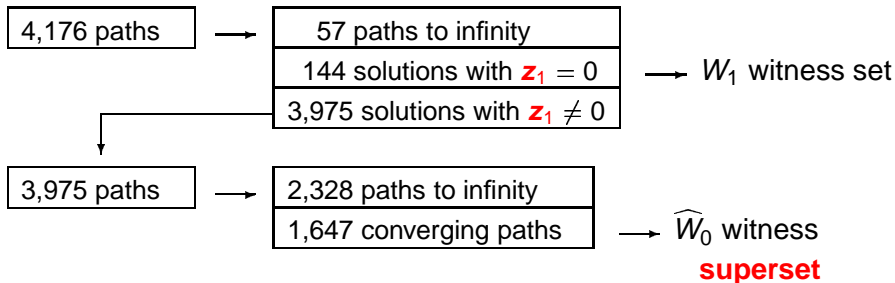 4,176 paths
57 paths to infinity
144 solutions with z₁ = 0
W₁ witness set
3,975 solutions with z₁ ≠ 0
3,975 paths
2,328 paths to infinity
1,647 converging paths
Ŵ₀ witness
superset